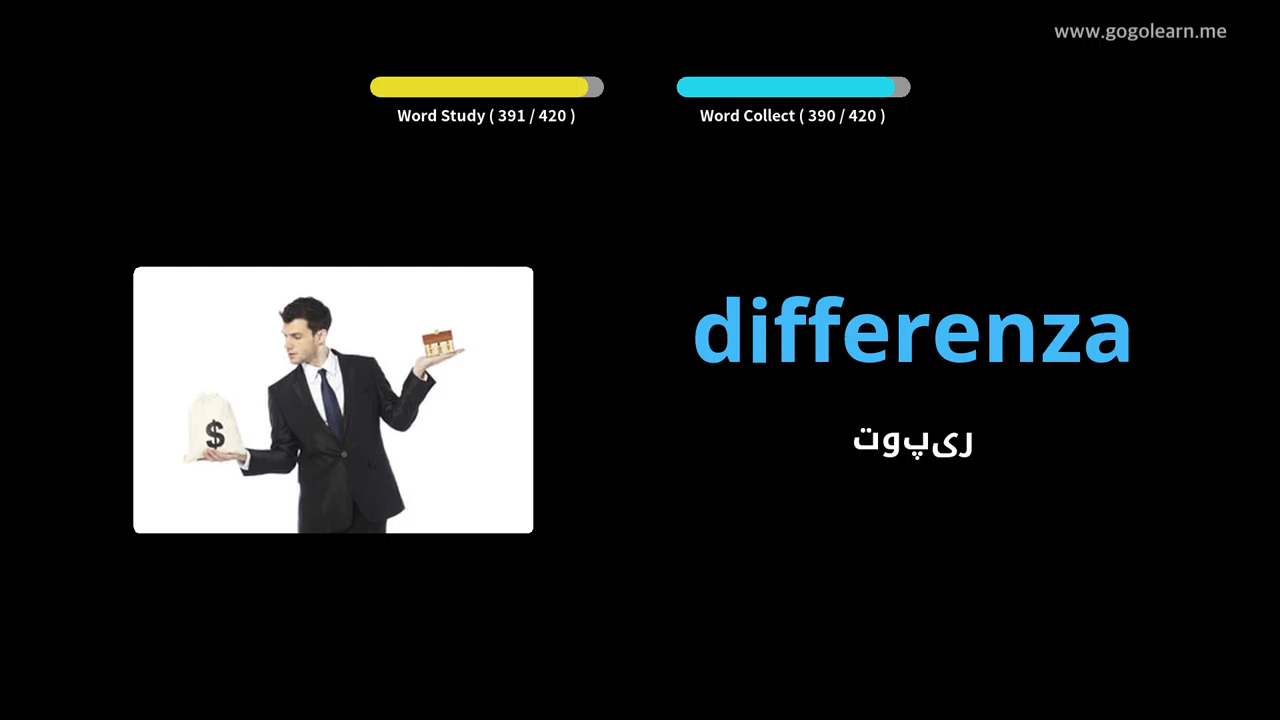 www.gogolearn.me
Word Study ( 391 / 420 )
Word Collect ( 390 / 420 )
differenza
ریپوت
$